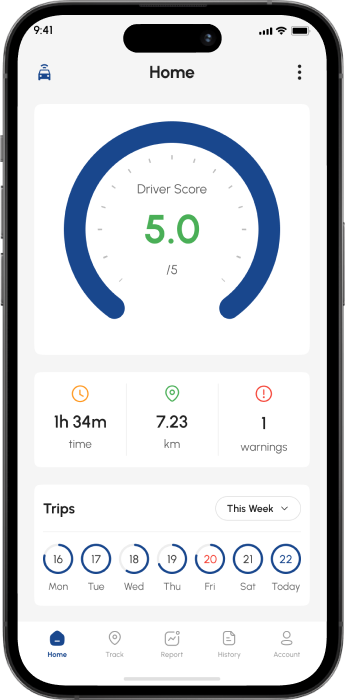 9:41
Home
Driver Score
5.0
/5
1h 34m 7.23 1
time km warnings
Trips This Week
16 17 18 19 20 21 22
Mon Tue Wed Thu Fri Sat Today
Home Track Report History Account